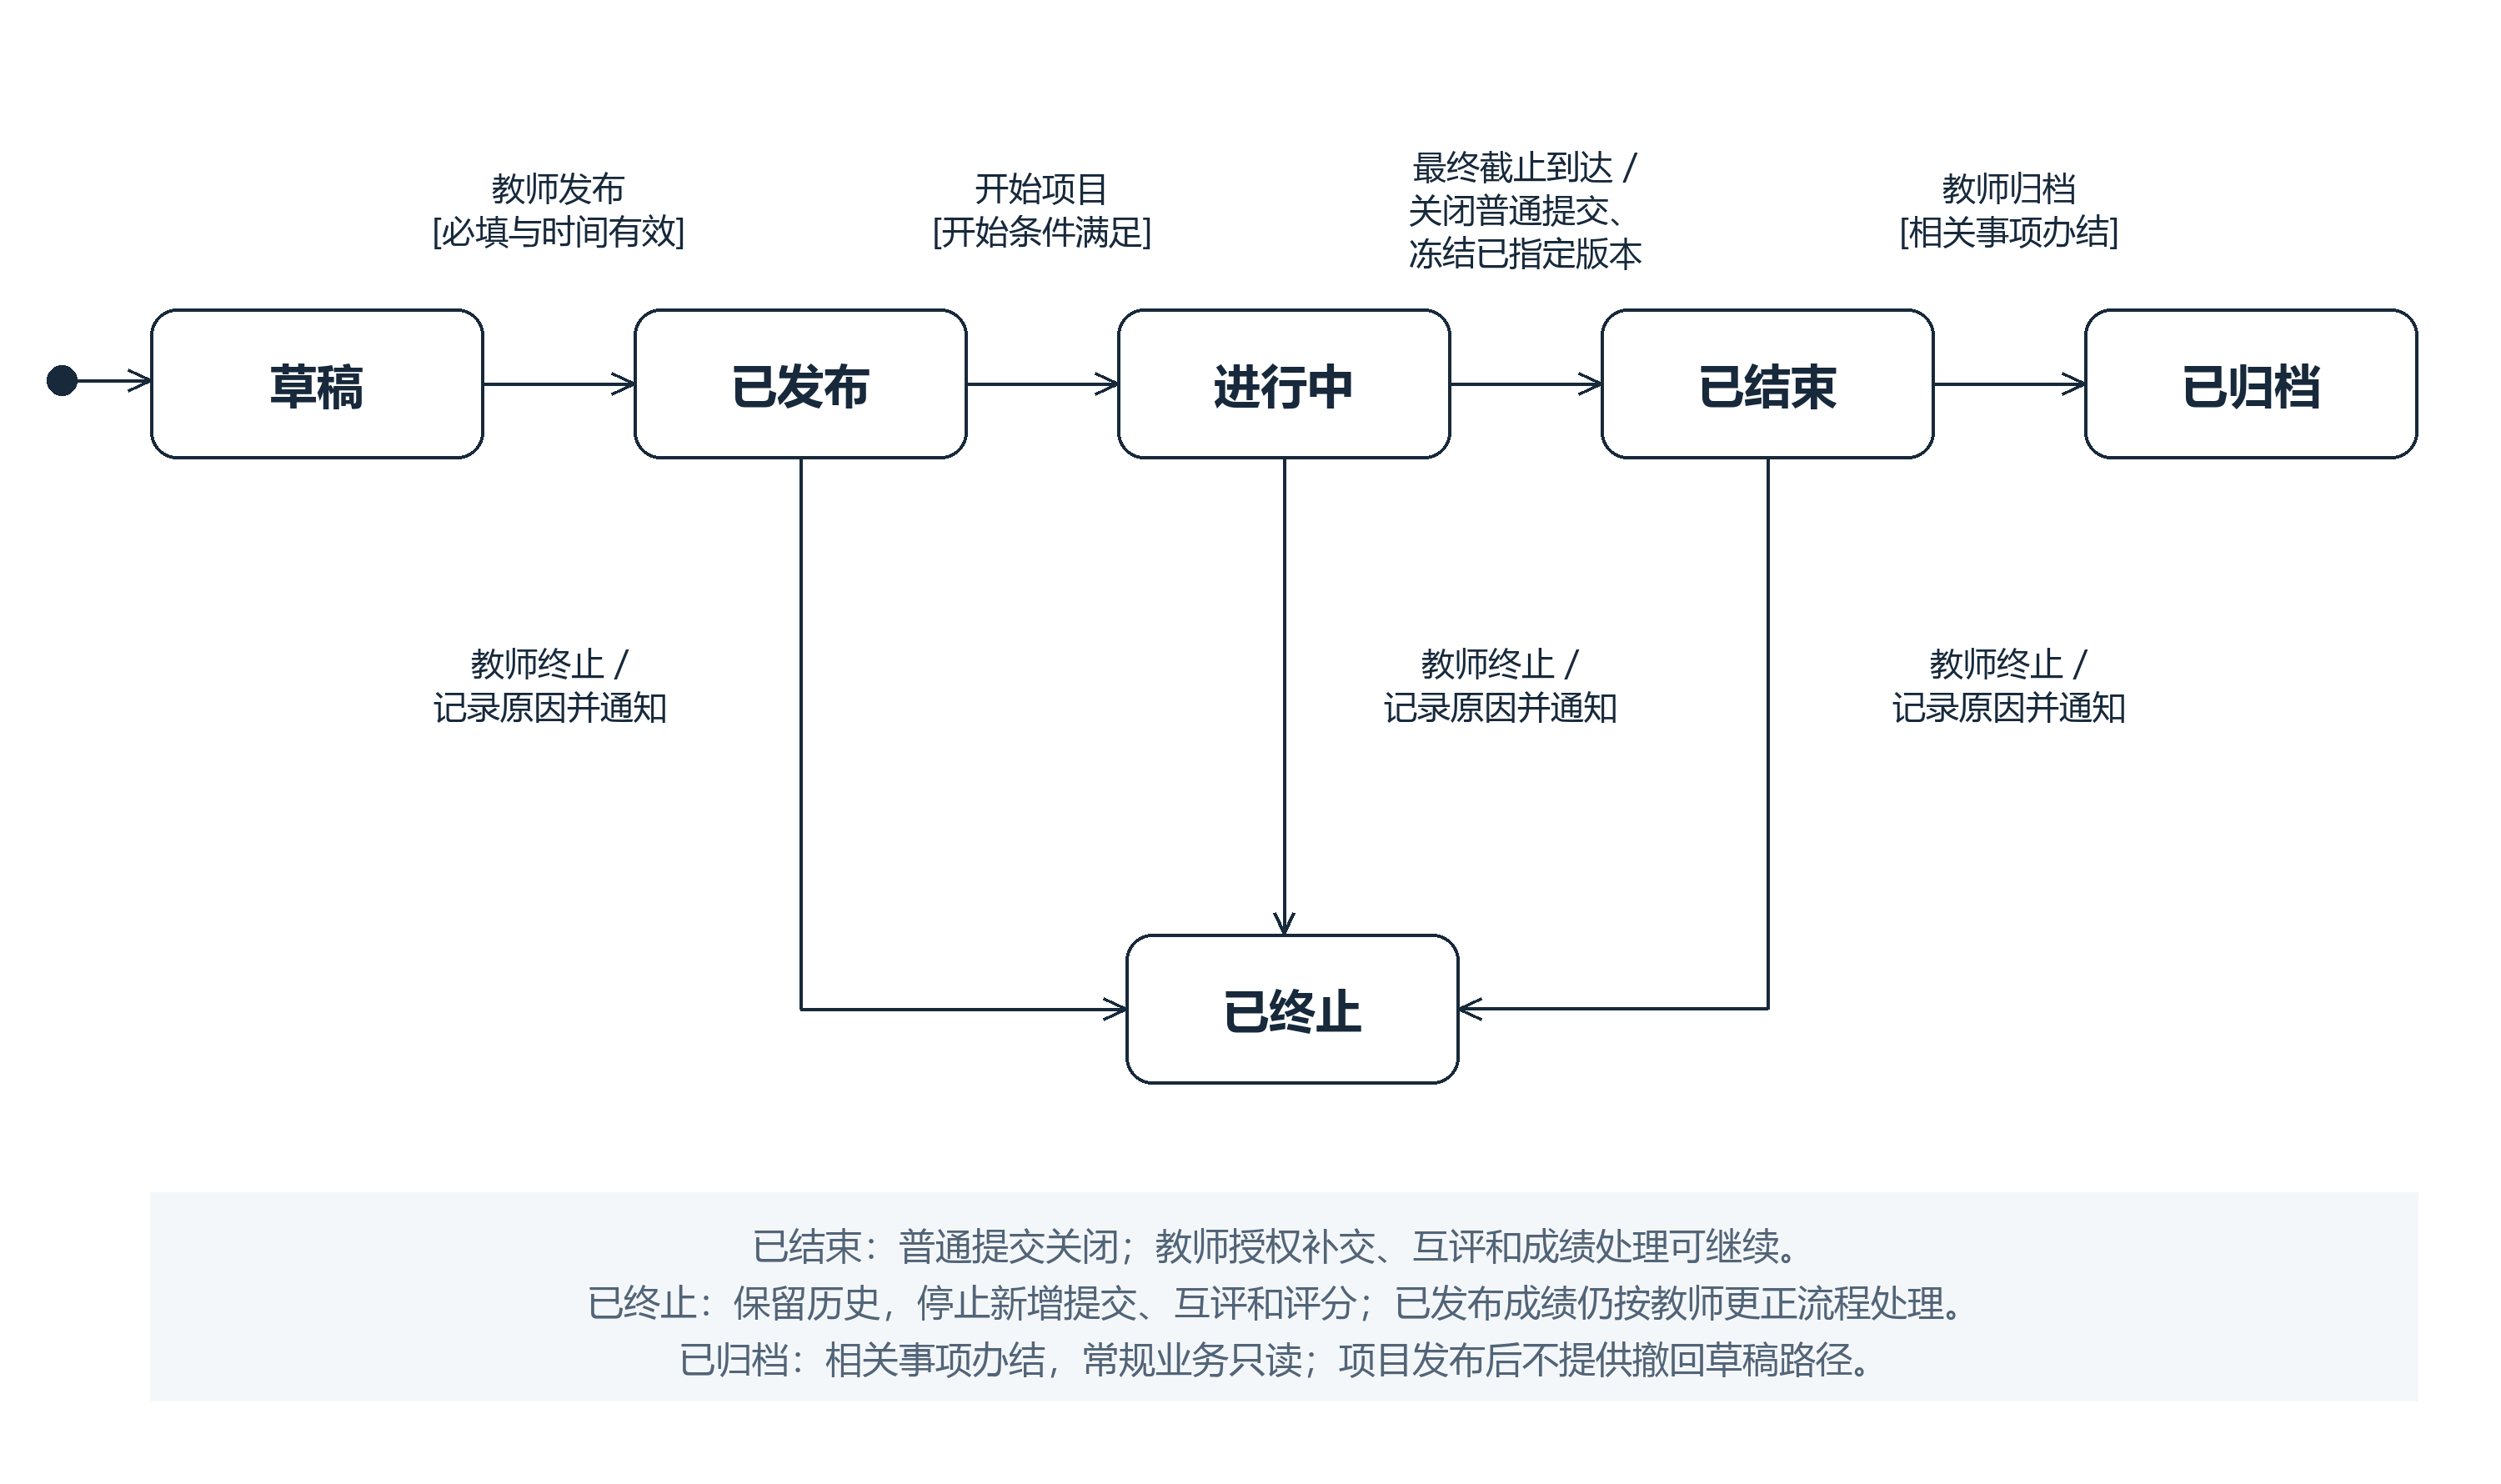 教师发布
[必填与时间有效]
开始项目
[开始条件满足]
最终截止到达 /
关闭普通提交、
冻结已指定版本
教师归档
[相关事项办结]
草稿
已发布
进行中
已结束
已归档
教师终止 /
记录原因并通知
教师终止 /
记录原因并通知
教师终止 /
记录原因并通知
已终止
已结束：普通提交关闭；教师授权补交、互评和成绩处理可继续。
已终止：保留历史，停止新增提交、互评和评分；已发布成绩仍按教师更正流程处理。
已归档：相关事项办结，常规业务只读；项目发布后不提供撤回草稿路径。